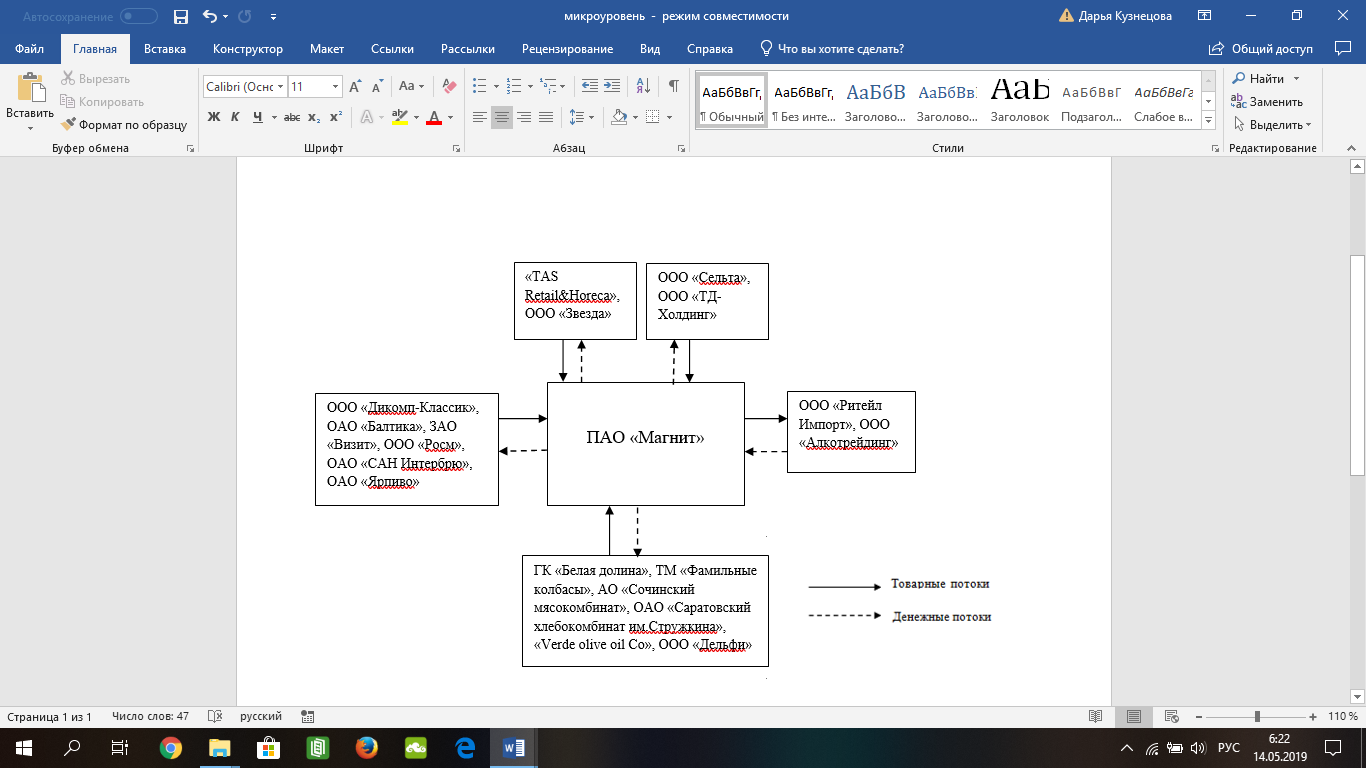 Автосохранение
микроуровень - режим совместимости
Дарья Кузнецова
Файл Главная Вставка Конструктор Макет Ссылки Рассылки Рецензирование Вид Справка Что вы хотите сделать? Общий доступ
Вставить
Вырезать
Копировать
Формат по образцу
Буфер обмена
Calibri (Оснс 11
Ж К Ч abc x₂ x²
Шрифт
Абзац
АаБбВвГг, АаБбВвГг, АаБбВ АаБбВв АаБ АаБбВвГ АаБбВвГг
¶ Обычный ¶ Без инте... Заголово... Заголово... Заголовок Подзагол... Слабое в...
Стили
Найти
Заменить
Выделить
Редактирование
«TAS
Retail&Horeca»,
ООО «Звезда»
ООО «Сельта»,
ООО «ТД-
Холдинг»
ООО «Дикомп-Классик»,
ОАО «Балтика», ЗАО
«Визит», ООО «Росм»,
ОАО «САН Интербрю»,
ОАО «Ярпиво»
ПАО «Магнит»
ООО «Ритейл
Импорт», ООО
«Алкотрейдинг»
ГК «Белая долина», ТМ «Фамильные
колбасы», АО «Сочинский
мясокомбинат», ОАО «Саратовский
хлебокомбинат им.Стружкина»,
«Verde olive oil Co», ООО «Дельфи»
Товарные потоки
Денежные потоки
Страница 1 из 1 Число слов: 47 русский 110 %
РУС
6:22
14.05.2019